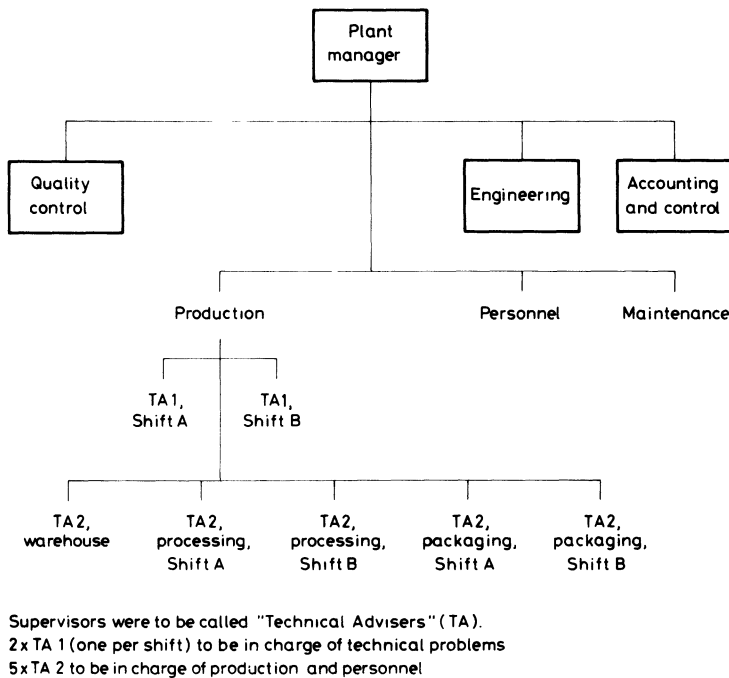 Plant
manager
Quality
control
Engineering
Accounting
and control
Production
Personnel
Maintenance
TA1,
Shift A
TA1,
Shift B
TA2,
warehouse
TA2,
processing,
Shift A
TA2,
processing,
Shift B
TA2,
packaging,
Shift A
TA2,
packaging,
Shift B
Supervisors were to be called "Technical Advisers" (TA).
2x TA 1 (one per shift) to be in charge of technical problems
5x TA 2 to be in charge of production and personnel